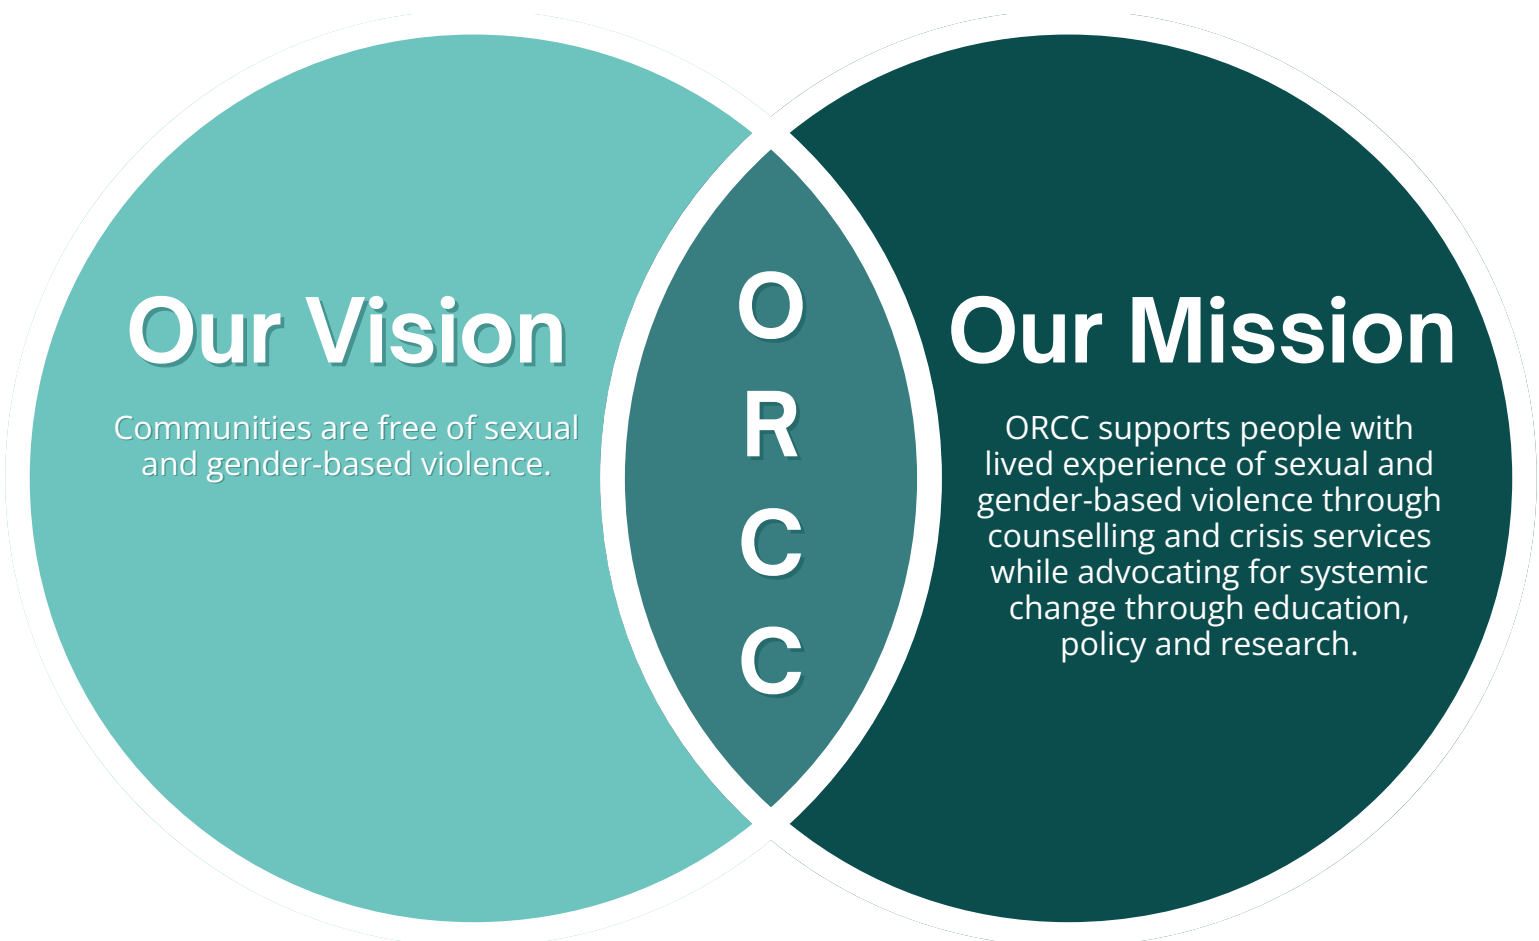 Our Vision
Communities are free of sexual
and gender-based violence.
O
R
C
C
Our Mission
ORCC supports people with
lived experience of sexual and
gender-based violence through
counselling and crisis services
while advocating for systemic
change through education,
policy and research.